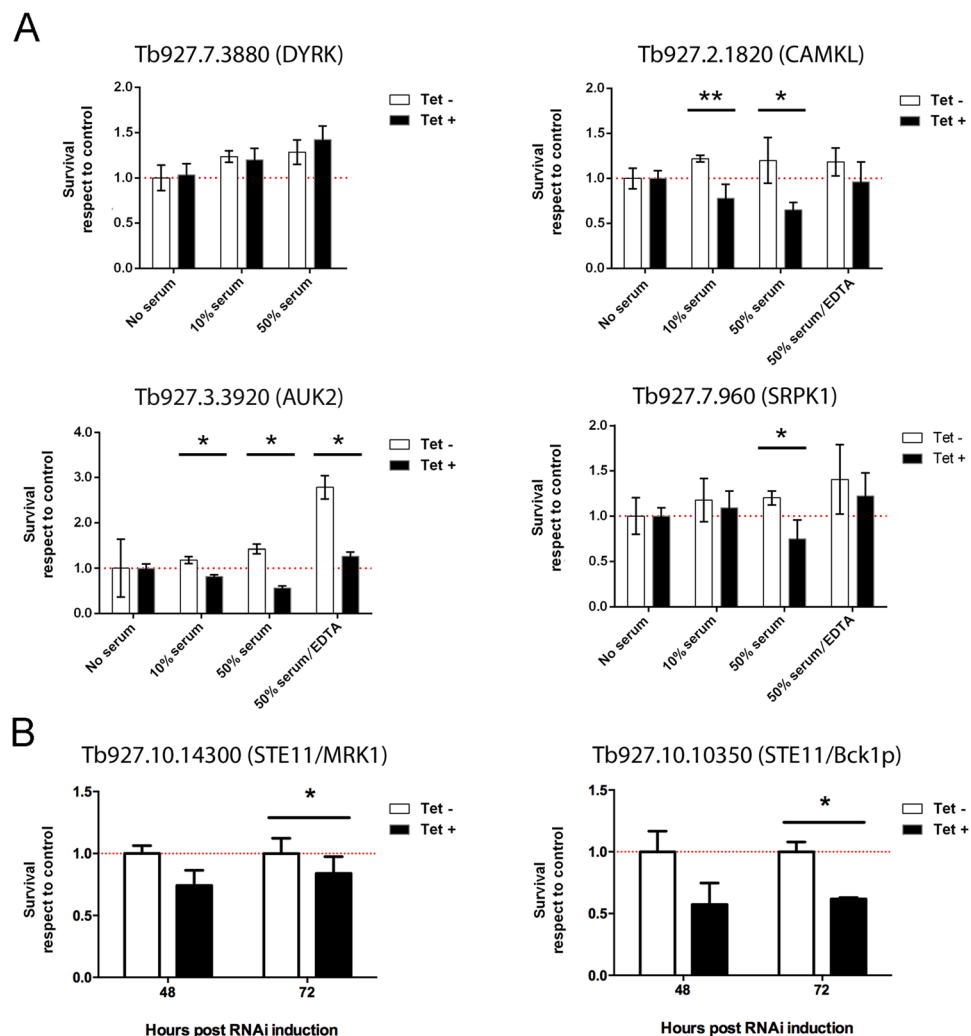 A
Tb927.7.3880 (DYRK)
Survival
respect to control
2.0
1.5
1.0
0.5
0.0
No serum
10% serum
50% serum
Tet -
Tet +
Tb927.2.1820 (CAMKL)
Survival
respect to control
2.0
1.5
1.0
0.5
0.0
**
*
No serum
10% serum
50% serum
50% serum/EDTA
Tet -
Tet +
Tb927.3.3920 (AUK2)
Survival
respect to control
4.0
3.0
2.0
1.0
0.0
*
*
*
No serum
10% serum
50% serum
50% serum/EDTA
Tet -
Tet +
Tb927.7.960 (SRPK1)
Survival
respect to control
2.0
1.5
1.0
0.5
0.0
*
No serum
10% serum
50% serum
50% serum/EDTA
Tet -
Tet +
B
Tb927.10.14300 (STE11/MRK1)
Survival
respect to control
1.5
1.0
0.5
0.0
*
48
72
Hours post RNAi induction
Tet -
Tet +
Tb927.10.10350 (STE11/Bck1p)
Survival
respect to control
1.5
1.0
0.5
0.0
*
48
72
Hours post RNAi induction
Tet -
Tet +